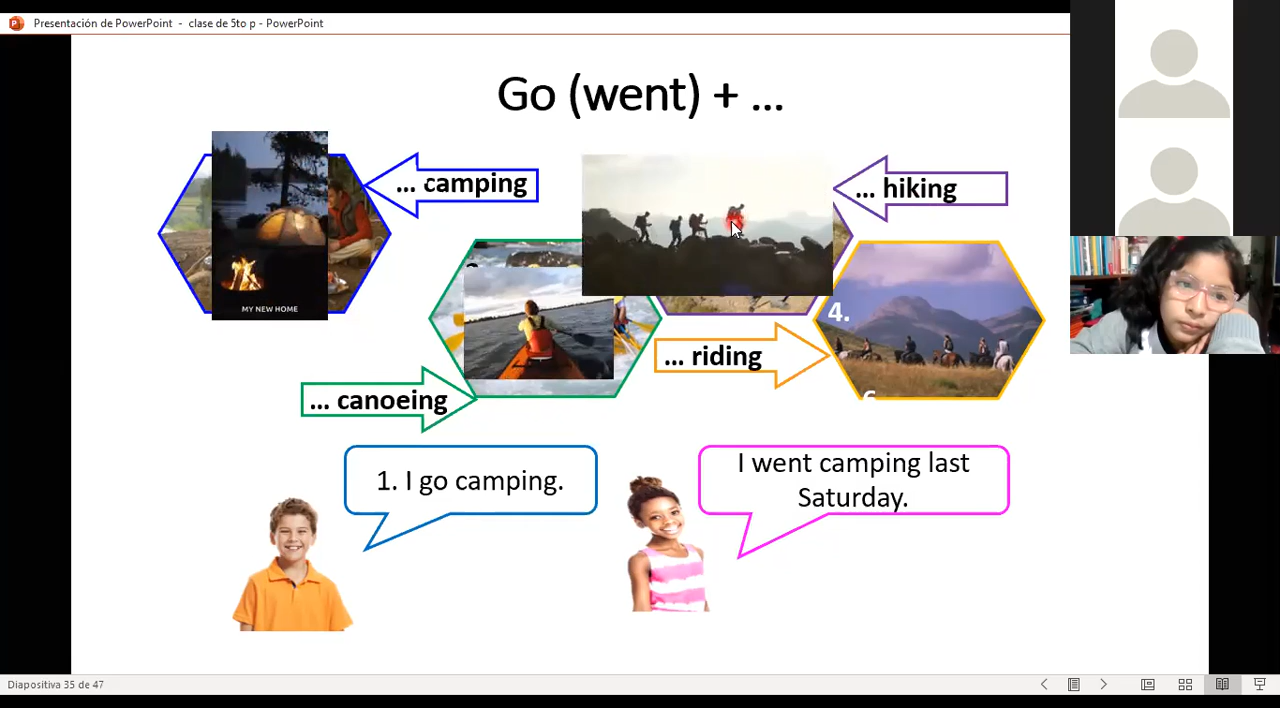 Presentación de PowerPoint - clase de 5to p - PowerPoint
Go (went) + ...
... camping
... hiking
MY NEW HOME
4.
... riding
... canoeing
1. I go camping.
I went camping last
Saturday.
Diapositiva 35 de 47